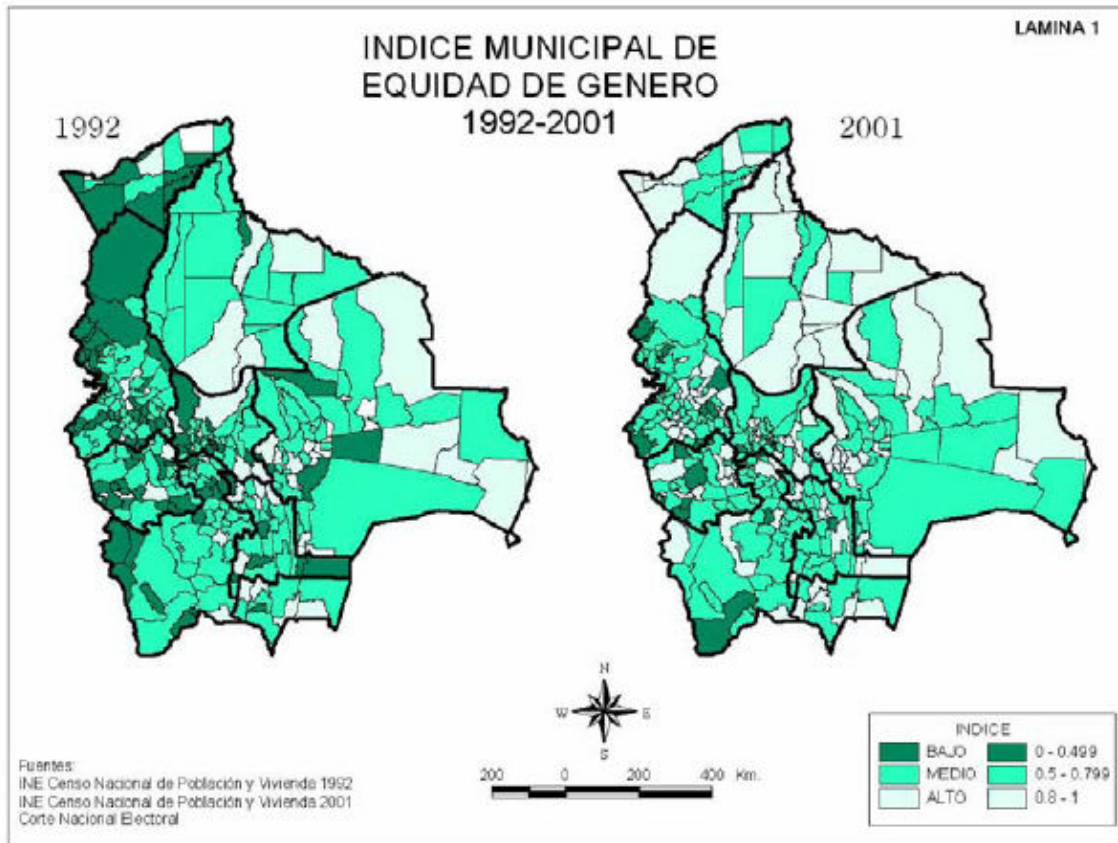 LAMINA 1
INDICE MUNICIPAL DE
EQUIDAD DE GENERO
1992-2001
1992
2001
N
W E
S
200 0 200 400 Km.
Fuentes:
INE Censo Nacional de Población y Vivienda 1992
INE Censo Nacional de Población y Vivienda 2001
Corte Nacional Electoral
INDICE
BAJO 0 - 0.499
MEDIO 0.5 - 0.799
ALTO 0.8 - 1